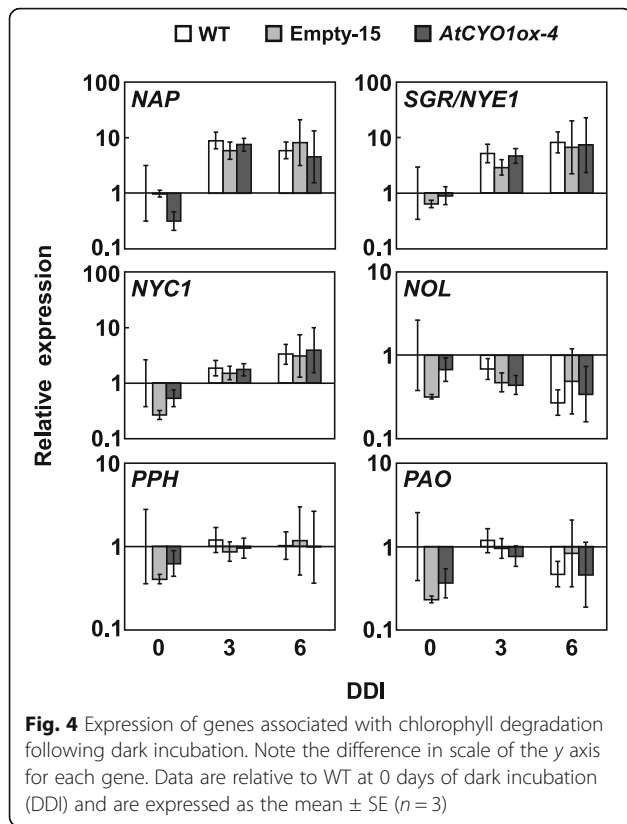 WT Empty-15 AtCYO1ox-4
Relative expression
NAP
100
10
1
0.1
SGR/NYE1
100
10
1
0.1
NYC1
100
10
1
0.1
NOL
10
1
0.1
PPH
10
1
0.1
0 3 6
PAO
10
1
0.1
0 3 6
DDI
Fig. 4 Expression of genes associated with chlorophyll degradation
following dark incubation. Note the difference in scale of the y axis
for each gene. Data are relative to WT at 0 days of dark incubation
(DDI) and are expressed as the mean ± SE (n = 3)